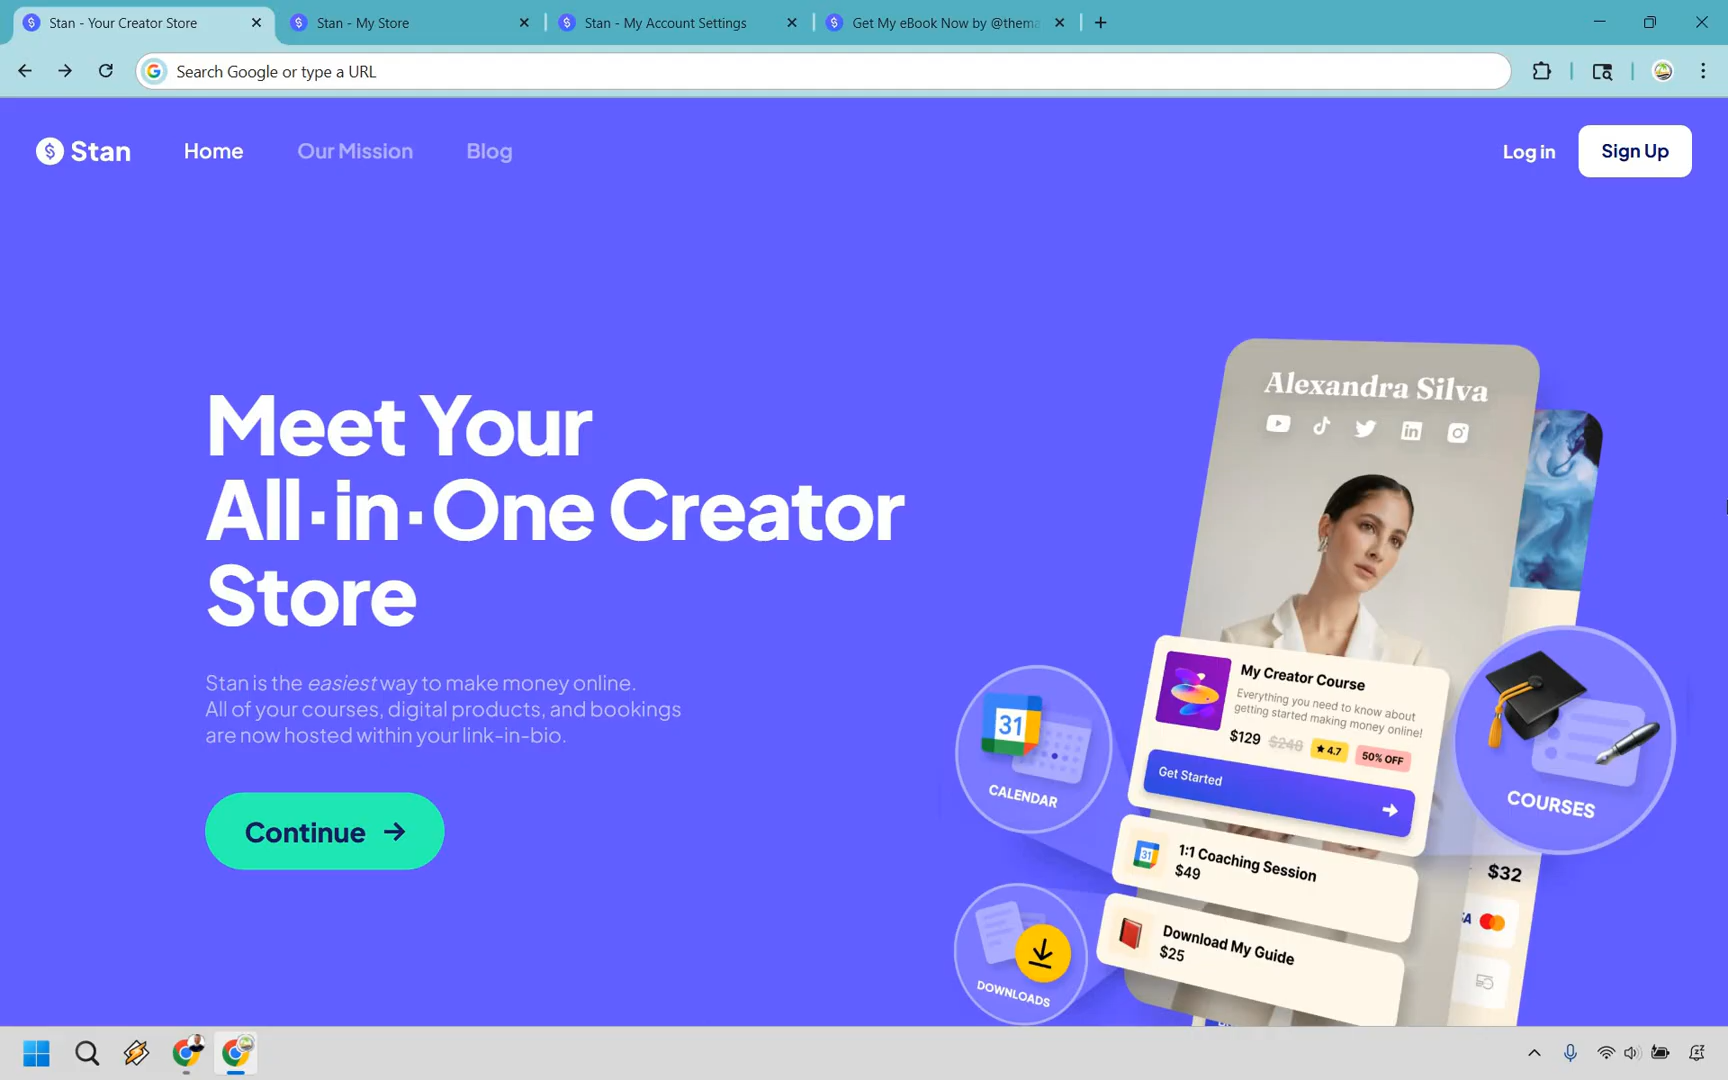 Stan - Your Creator Store
Stan - My Store
Stan - My Account Settings
Get My eBook Now by @thema
Search Google or type a URL
Stan
Home
Our Mission
Blog
Log in
Sign Up
Meet Your
All·in·One Creator
Store
Stan is the easiest way to make money online.
All of your courses, digital products, and bookings
are now hosted within your link-in-bio.
Continue
Alexandra Silva
My Creator Course
Everything you need to know about
getting started making money online!
$129 $240 ★ 4.7 50% OFF
Get Started
31
CALENDAR
COURSES
31
1:1 Coaching Session
$49
$32
Download My Guide
$25
DOWNLOADS